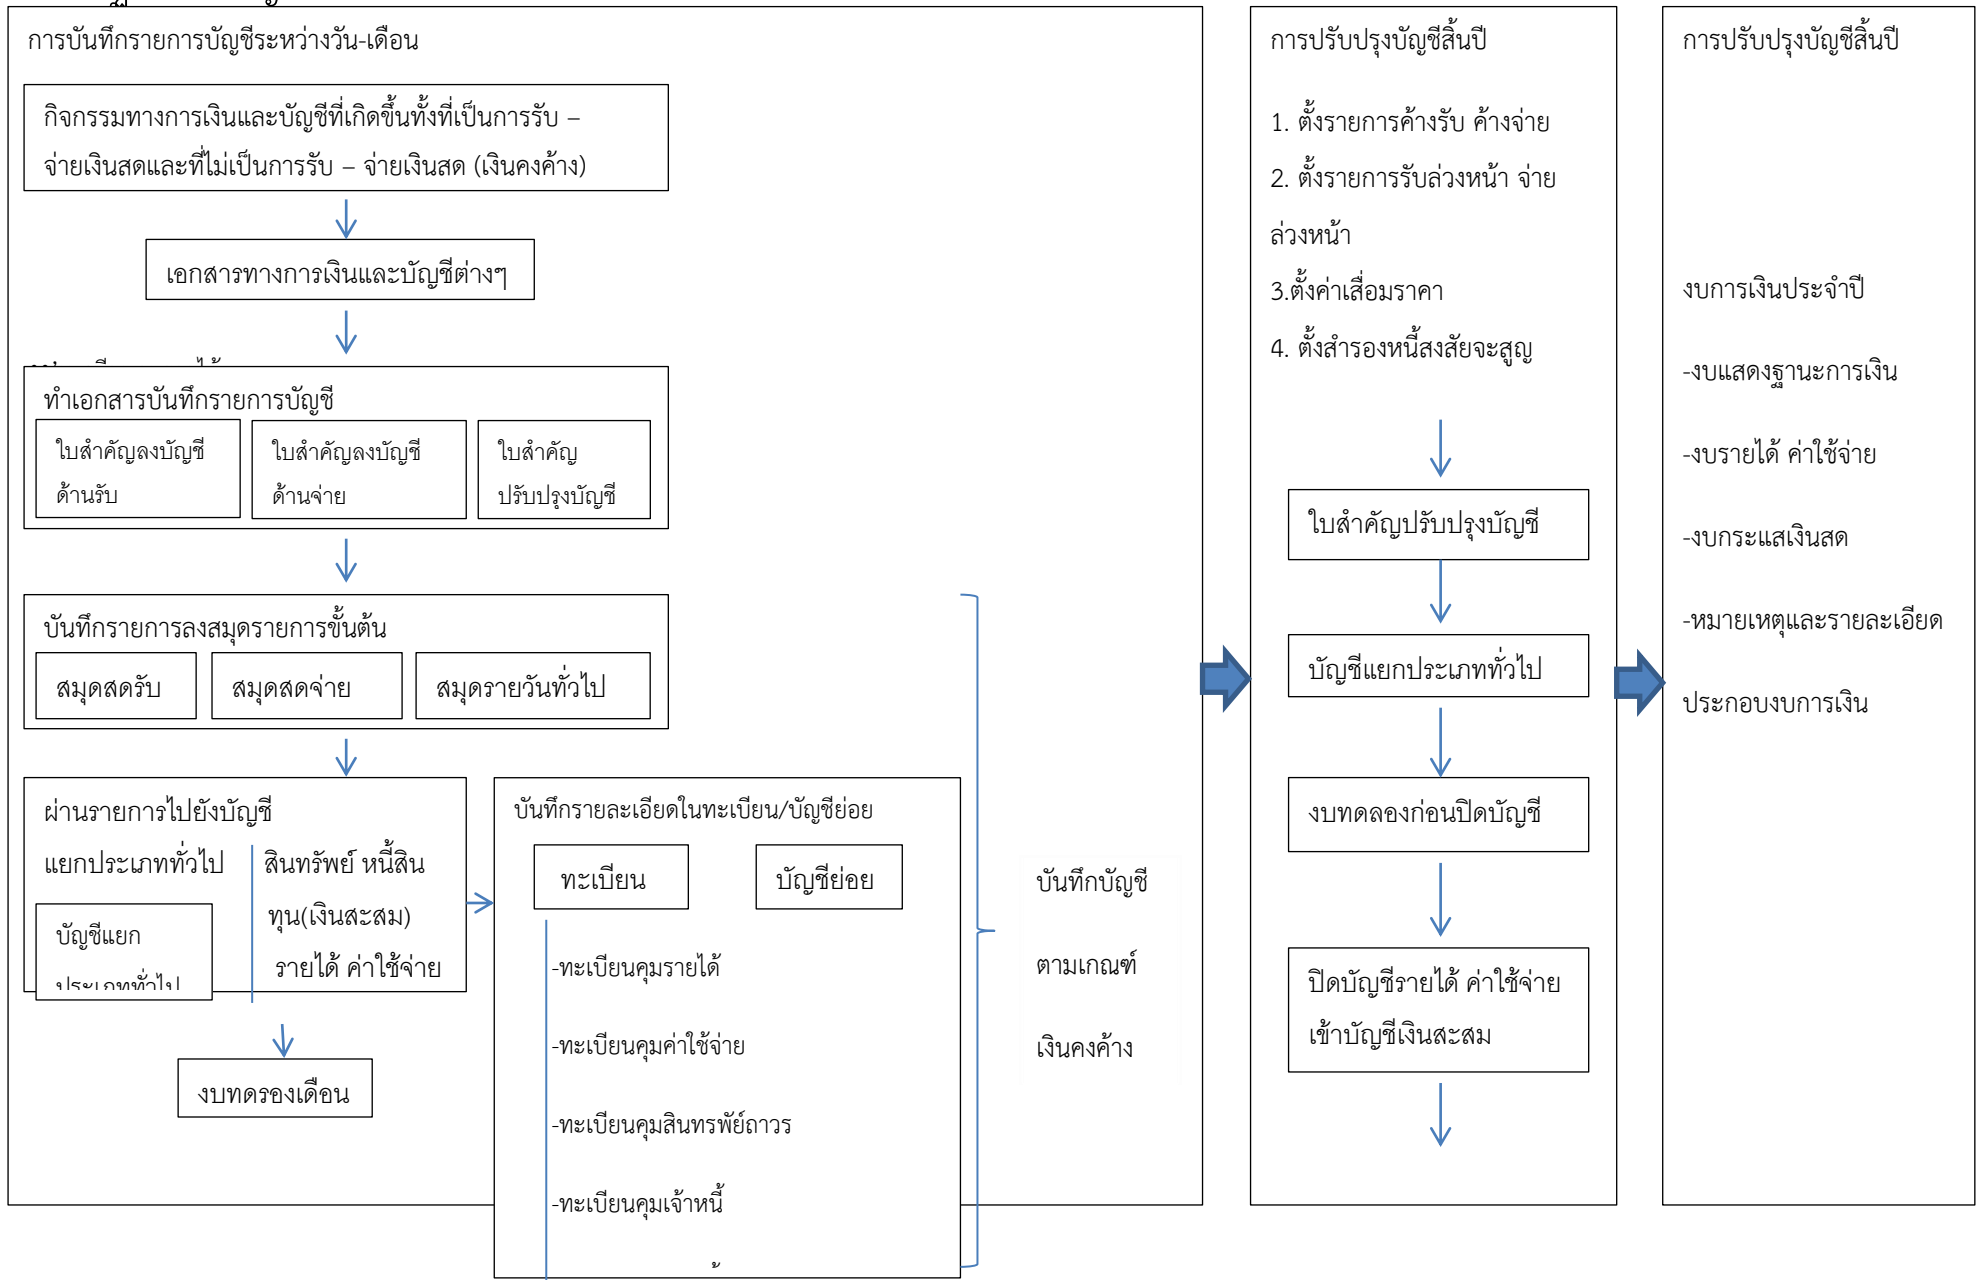 การบันทึกรายการบัญชีระหว่างวัน-เดือน
กิจกรรมทางการเงินและบัญชีที่เกิดขึ้นทั้งที่เป็นการรับ –
จ่ายเงินสดและที่ไม่เป็นการรับ – จ่ายเงินสด (เงินคงค้าง)
เอกสารทางการเงินและบัญชีต่างๆ
ทำเอกสารบันทึกรายการบัญชี
ใบสำคัญลงบัญชี
ด้านรับ
ใบสำคัญลงบัญชี
ด้านจ่าย
ใบสำคัญ
ปรับปรุงบัญชี
บันทึกรายการลงสมุดรายการขั้นต้น
สมุดสดรับ
สมุดสดจ่าย
สมุดรายวันทั่วไป
ผ่านรายการไปยังบัญชี
แยกประเภททั่วไป
บัญชีแยก
ประเภททั่วไป
สินทรัพย์ หนี้สิน
ทุน(เงินสะสม)
รายได้ ค่าใช้จ่าย
งบทดรองเดือน
บันทึกรายละเอียดในทะเบียน/บัญชีย่อย
ทะเบียน
บัญชีย่อย
-ทะเบียนคุมรายได้
-ทะเบียนคุมค่าใช้จ่าย
-ทะเบียนคุมสินทรพัย์ถาวร
-ทะเบียนคุมเจ้าหนี้
บันทึกบัญชี
ตามเกณฑ์
เงินคงค้าง
การปรับปรุงบัญชีสิ้นปี
1. ตั้งรายการค้างรับ ค้างจ่าย
2. ตั้งรายการรับล่วงหน้า จ่าย
ล่วงหน้า
3.ตั้งค่าเสื่อมราคา
4. ตั้งสำรองหนี้สงสัยจะสูญ
ใบสำคัญปรับปรุงบัญชี
บัญชีแยกประเภททั่วไป
งบทดลองก่อนปิดบัญชี
ปิดบัญชีรายได้ ค่าใช้จ่าย
เข้าบัญชีเงินสะสม
การปรับปรุงบัญชีสิ้นปี
งบการเงินประจำปี
-งบแสดงฐานะการเงิน
-งบรายได้ ค่าใช้จ่าย
-งบกระแสเงินสด
-หมายเหตุและรายละเอียด
ประกอบงบการเงิน